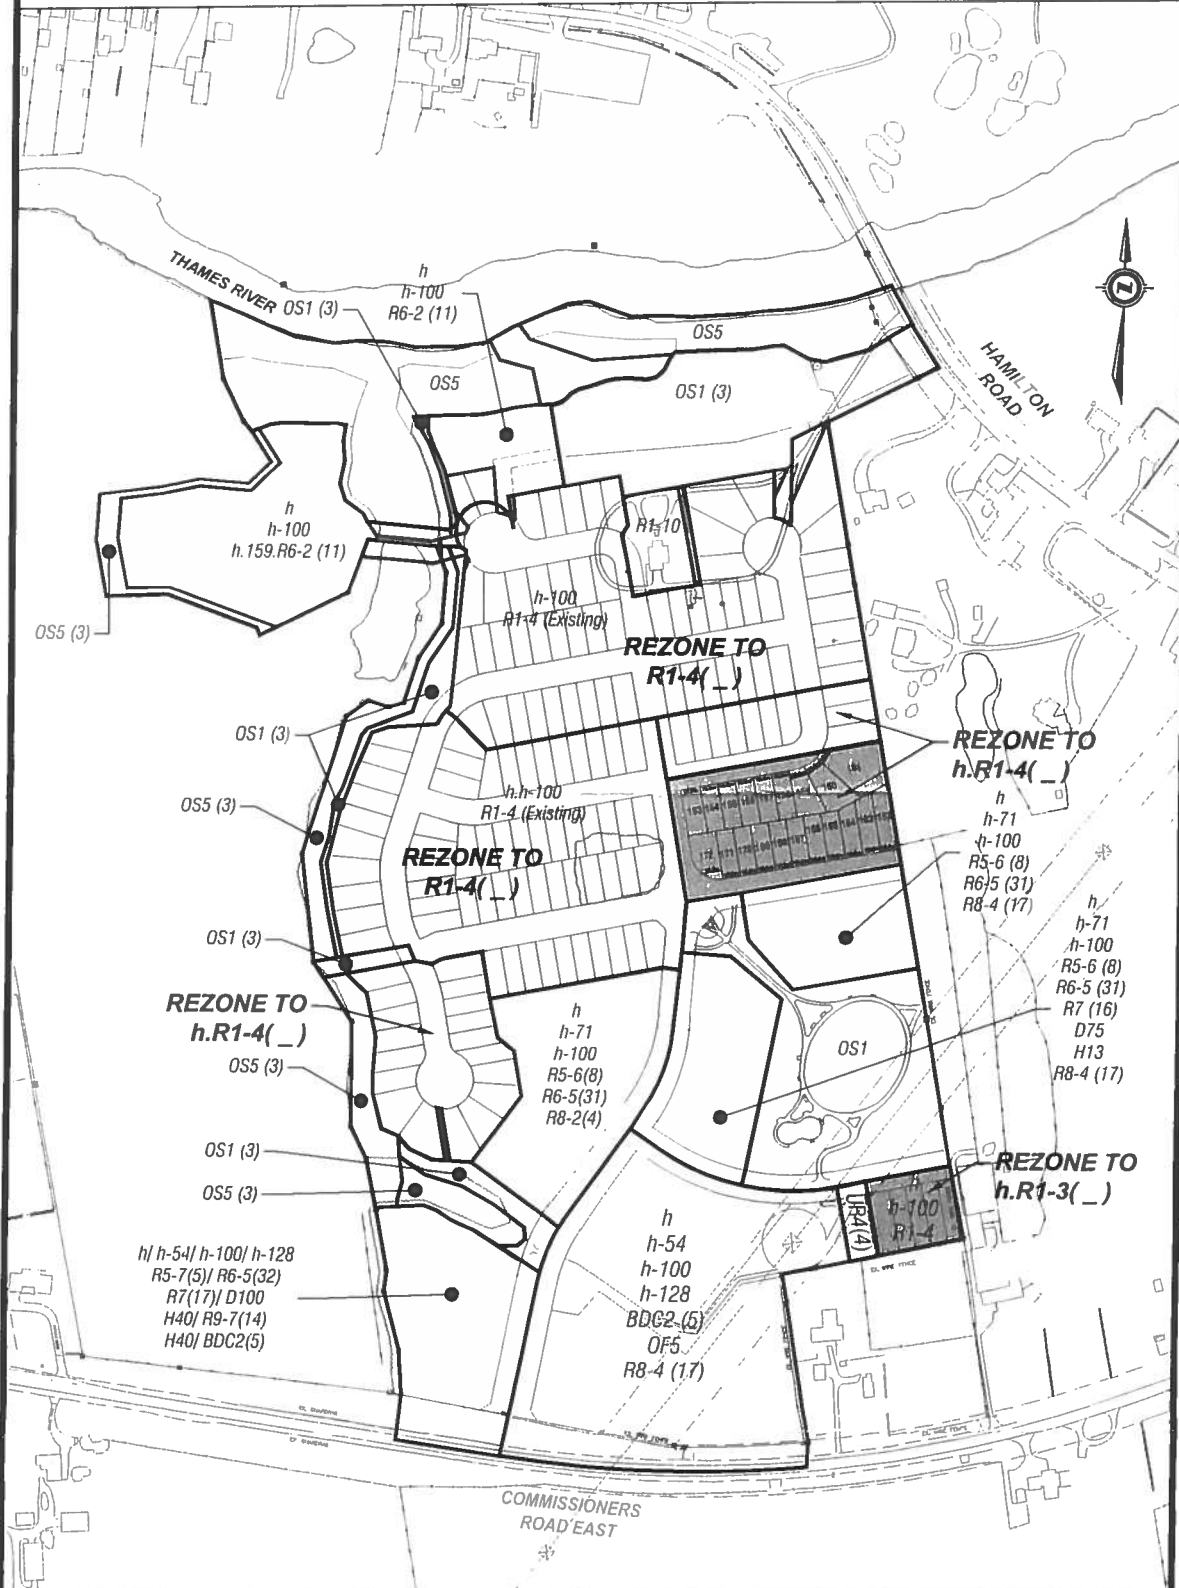 THAMES RIVER
OS1 (3)
h
h-100
R6-2 (11)
OS5
OS5
OS1 (3)
HAMILTON
ROAD
h
h-100
h.159.R6-2 (11)
OS5 (3)
R1-10
h-100
R1-4 (Existing)
REZONE TO
R1-4(_)
OS1 (3)
OS5 (3)
h.h-100
R1-4 (Existing)
REZONE TO
R1-4(_)
REZONE TO
h.R1-4(_)
h
h-71
h-100
R5-6 (8)
R6-5 (31)
R8-4 (17)
h
h-71
h-100
R5-6 (8)
R6-5 (31)
R7 (16)
D75
H13
R8-4 (17)
OS1 (3)
REZONE TO
h.R1-4(_)
OS5 (3)
h
h-71
h-100
R5-6(8)
R6-5(31)
R8-2(4)
OS1
OS1 (3)
OS5 (3)
REZONE TO
h.R1-3(_)
UR4(4)
h
h-100
R1-4
h/ h-54/ h-100/ h-128
R5-7(5)/ R6-5(32)
R7(17)/ D100
H40/ R9-7(14)
H40/ BDC2(5)
h
h-54
h-100
h-128
BDC2 (5)
OF5
R8-4 (17)
COMMISSIONERS
ROAD EAST